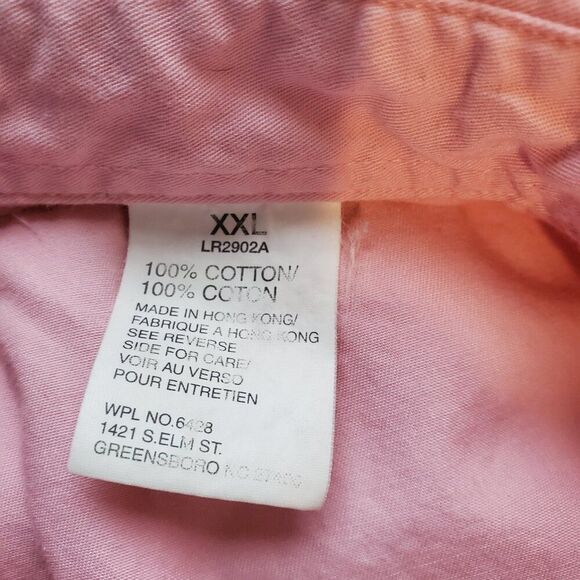 XXL
LR2902A
100% COTTON/
100% COTON
MADE IN HONG KONG/
FABRIQUE A HONG KONG
SEE REVERSE
SIDE FOR CARE/
VOIR AU VERSO
POUR ENTRETIEN
WPL NO.6428
1421 S.ELM ST.
GREENSBORO NC